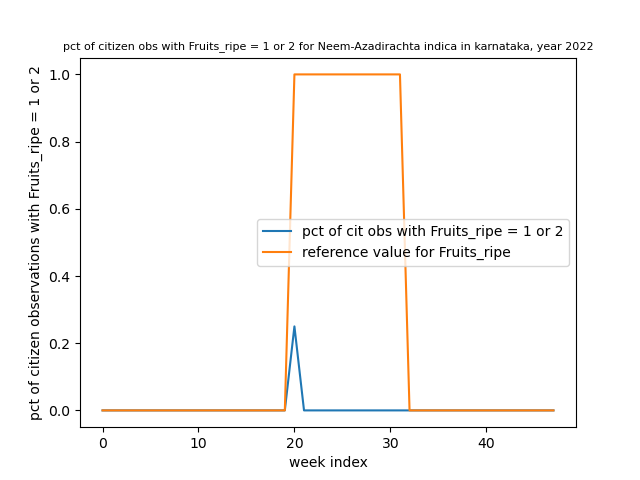 pct of citizen obs with Fruits_ripe = 1 or 2 for Neem-Azadirachta indica in karnataka, year 2022
pct of citizen observations with Fruits_ripe = 1 or 2
1.0
0.8
0.6
0.4
0.2
0.0
pct of cit obs with Fruits_ripe = 1 or 2
reference value for Fruits_ripe
0 10 20 30 40
week index